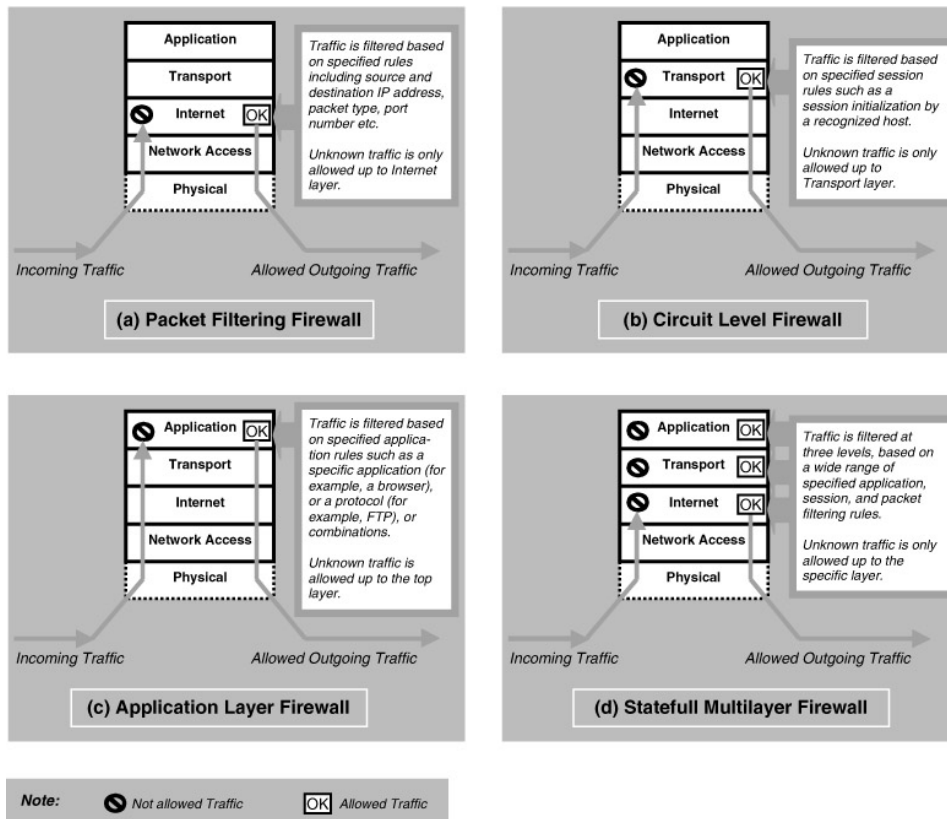 Application
Transport
Internet
OK
Network Access
Physical
Traffic is filtered based
on specified rules
including source and
destination IP address,
packet type, port
number etc.
Unknown traffic is only
allowed up to Internet
layer.
Incoming Traffic
Allowed Outgoing Traffic
(a) Packet Filtering Firewall
Application
Transport
OK
Internet
Network Access
Physical
Traffic is filtered based
on specified session
rules such as a
session initialization by
a recognized host.
Unknown traffic is only
allowed up to
Transport layer.
Incoming Traffic
Allowed Outgoing Traffic
(b) Circuit Level Firewall
Application
OK
Transport
Internet
Network Access
Physical
Traffic is filtered based
on specified applica-
tion rules such as a
specific application (for
example, a browser),
or a protocol (for
example, FTP), or
combinations.
Unknown traffic is
allowed up to the top
layer.
Incoming Traffic
Allowed Outgoing Traffic
(c) Application Layer Firewall
Application
OK
Transport
OK
Internet
OK
Network Access
Physical
Traffic is filtered at
three levels, based on
a wide range of
specified application,
session, and packet
filtering rules.
Unknown traffic is only
allowed up to the
specific layer.
Incoming Traffic
Allowed Outgoing Traffic
(d) Statefull Multilayer Firewall
Note:
Not allowed Traffic
OK
Allowed Traffic